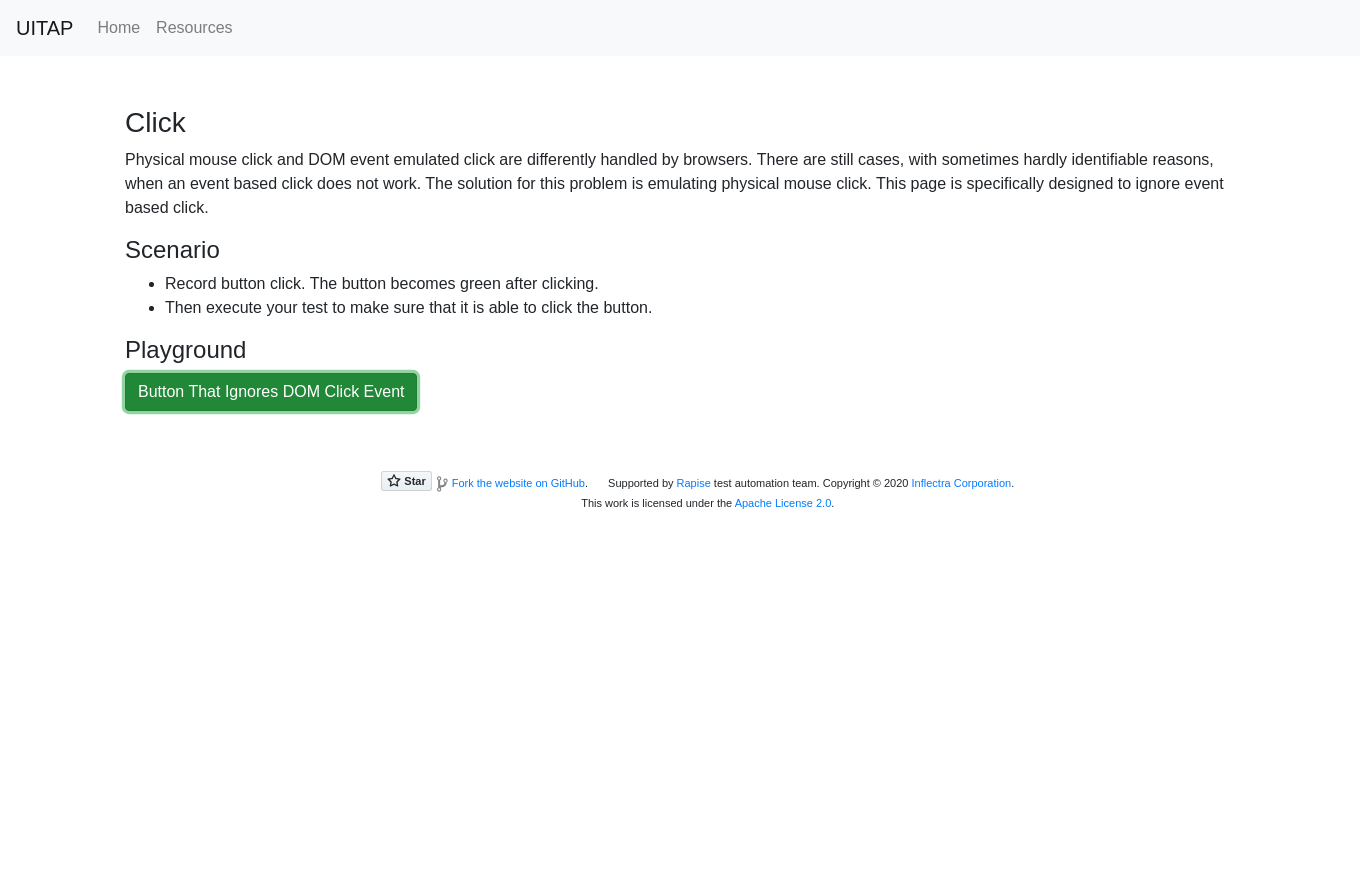 UITAP Home Resources
Click
Physical mouse click and DOM event emulated click are differently handled by browsers. There are still cases, with sometimes hardly identifiable reasons,
when an event based click does not work. The solution for this problem is emulating physical mouse click. This page is specifically designed to ignore event
based click.
Scenario
• Record button click. The button becomes green after clicking.
• Then execute your test to make sure that it is able to click the button.
Playground
Button That Ignores DOM Click Event
Star Fork the website on GitHub. Supported by Rapise test automation team. Copyright © 2020 Inflectra Corporation.
This work is licensed under the Apache License 2.0.